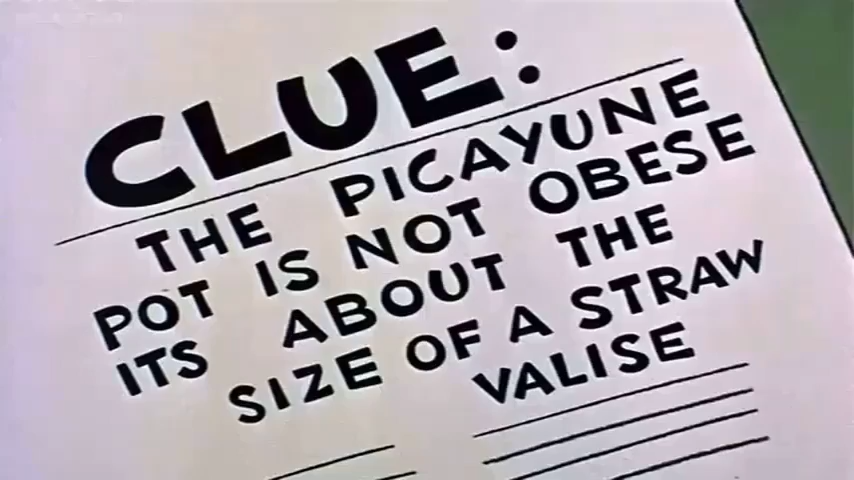 CLUE:
THE PICAYUNE
POT IS NOT OBESE
ITS ABOUT THE
SIZE OF A STRAW
VALISE